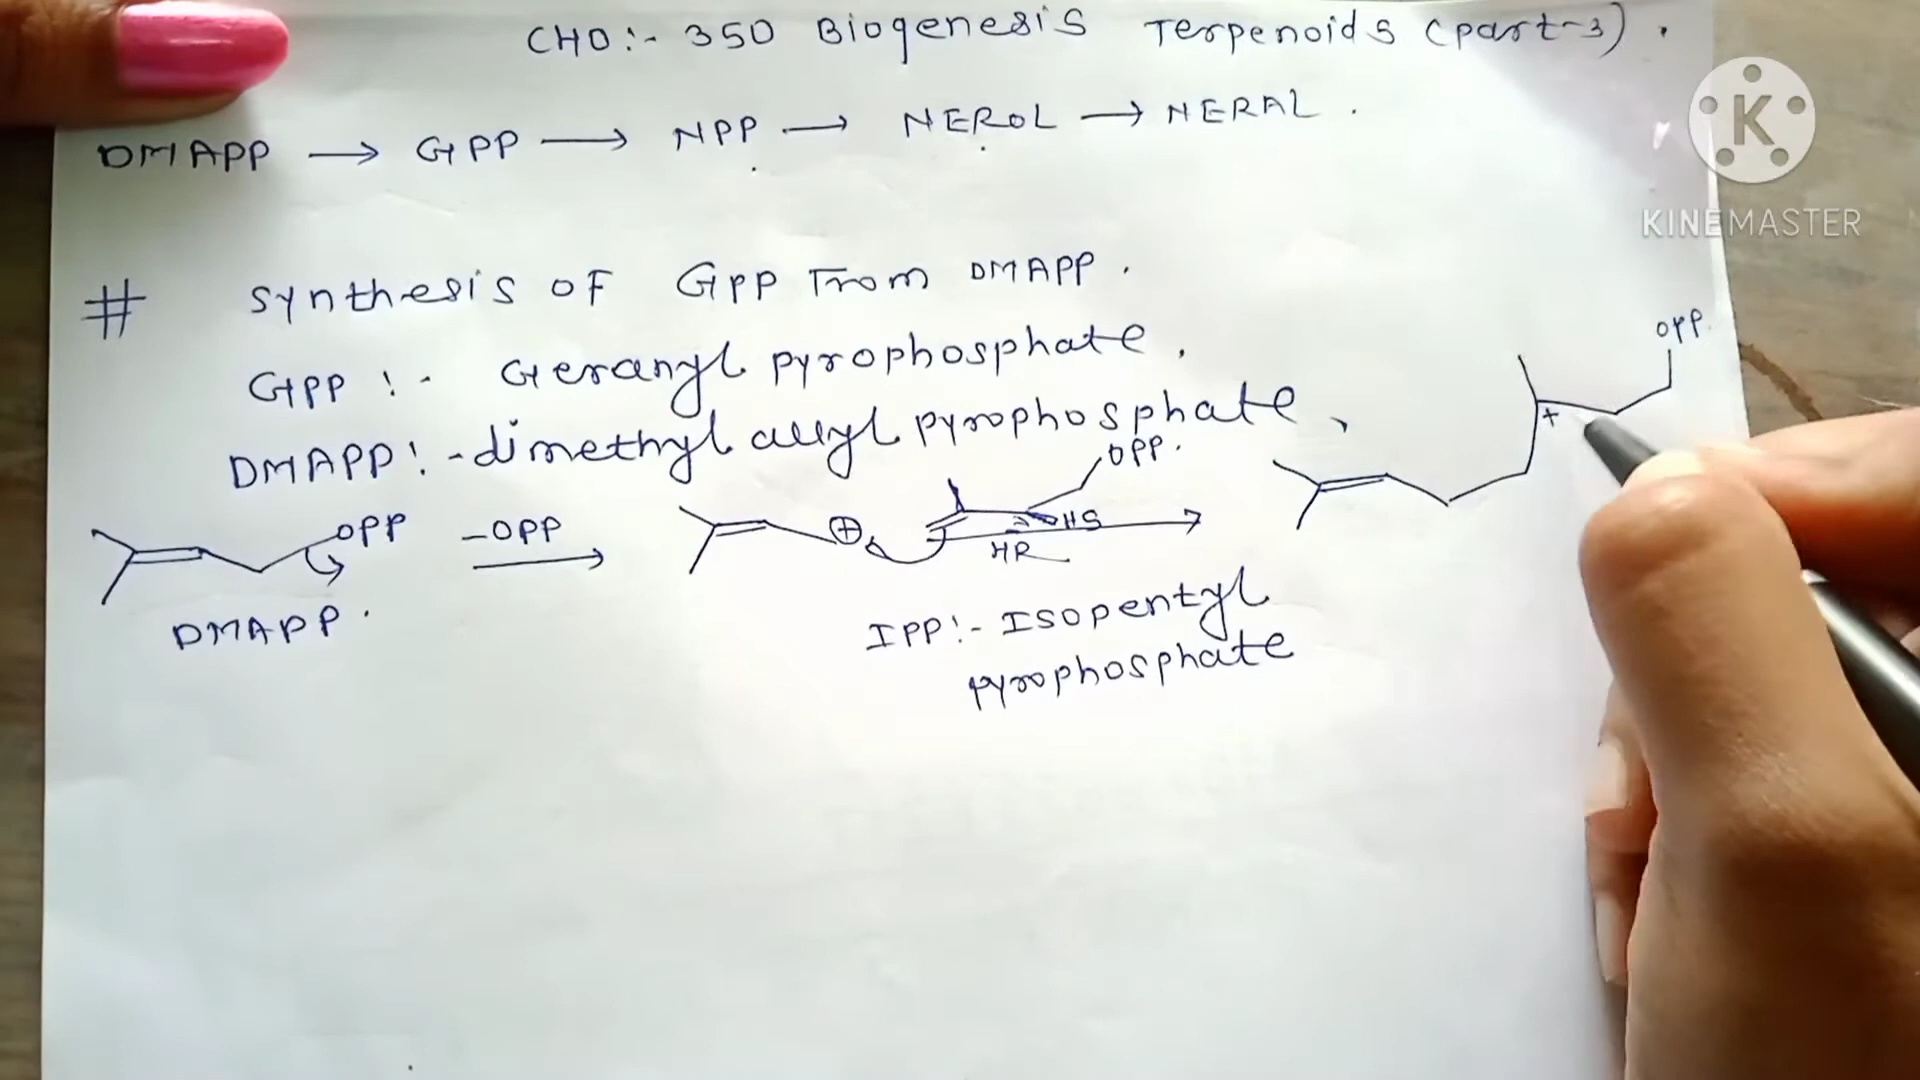 CHO:- 350 Biogenesis Terpenoids (part-3).
DMAPP → GPP → NPP → NEROL → NERAL.
K
KINEMASTER
# Synthesis of GPP From DMAPP.
GPP :- Geranyl pyrophosphate.
DMAPP :- dimethyl allyl pyrophosphate,
OPP
OPP.
OPP -OPP ⊕ HS +
HR
DMAPP.
IPP :- Isopentyl
pyrophosphate